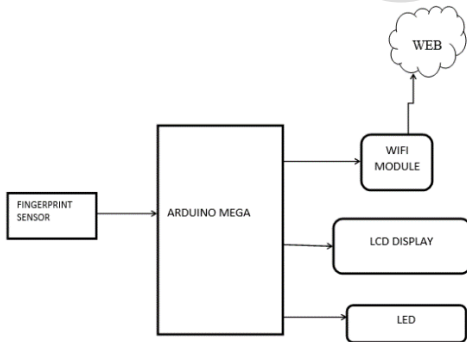 WEB
WIFI
MODULE
FINGERPRINT
SENSOR
ARDUINO MEGA
LCD DISPLAY
LED